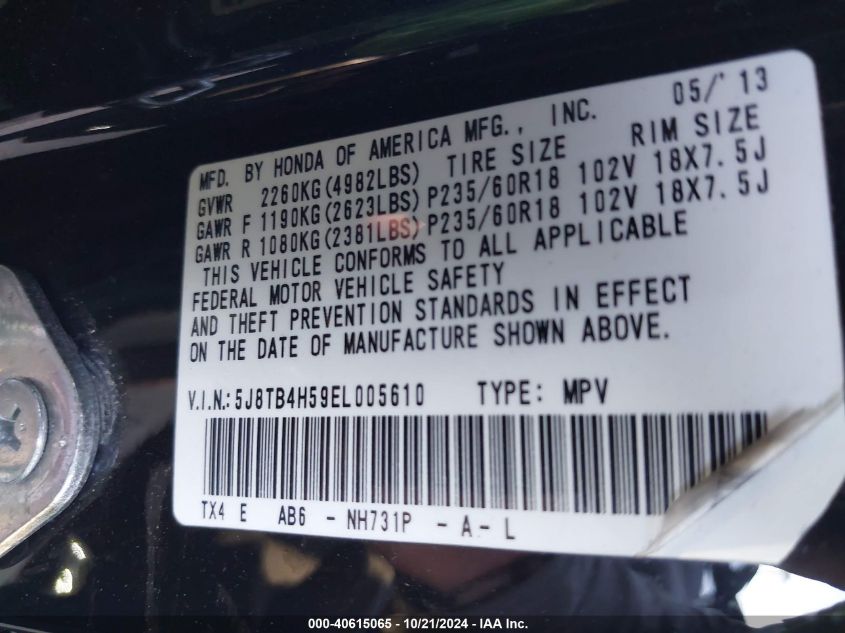 05/'13
MFD. BY HONDA OF AMERICA MFG., INC.
GVWR 2260KG(4982LBS) TIRE SIZE RIM SIZE
GAWR F 1190KG(2623LBS) P235/60R18 102V 18X7.5J
GAWR R 1080KG(2381LBS) P235/60R18 102V 18X7.5J
THIS VEHICLE CONFORMS TO ALL APPLICABLE
FEDERAL MOTOR VEHICLE SAFETY
AND THEFT PREVENTION STANDARDS IN EFFECT
ON THE DATE OF MANUFACTURE SHOWN ABOVE.
V.I.N.: 5J8TB4H59EL005610 TYPE: MPV
TX4 E AB6 - NH731P - A - L
000-40615065 - 10/21/2024 - IAA Inc.